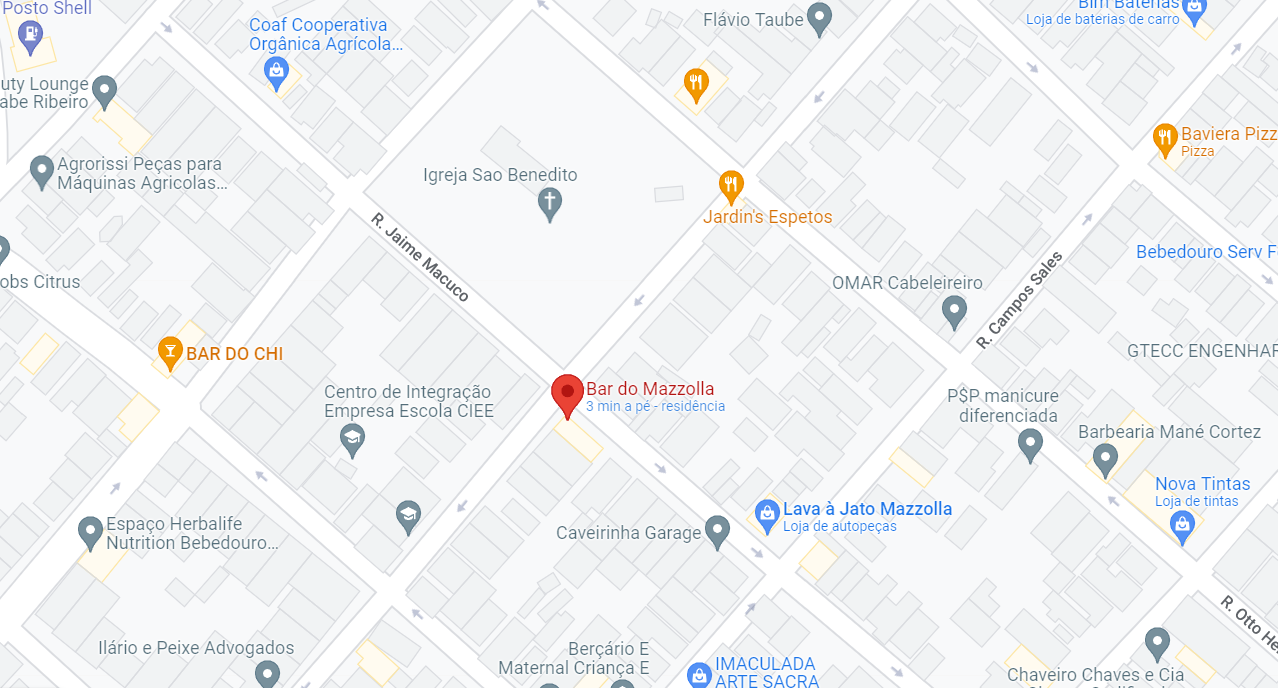 Posto Shell
Coaf Cooperativa
Orgânica Agrícola...
Flávio Taube
Bim Baterias
Loja de baterias de carro
uty Lounge
abe Ribeiro
Agrorissi Peças para
Máquinas Agricolas...
Igreja Sao Benedito
Baviera Pizz
Pizza
Jardin's Espetos
R. Jaime Macuco
Bebedouro Serv F
obs Citrus
OMAR Cabeleireiro
R. Campos Sales
BAR DO CHI
GTECC ENGENHAR
Centro de Integração
Empresa Escola CIEE
Bar do Mazzolla
3 min a pé - residência
P$P manicure
diferenciada
Barbearia Mané Cortez
Nova Tintas
Loja de tintas
Lava à Jato Mazzolla
Loja de autopeças
Espaço Herbalife
Nutrition Bebedouro...
Caveirinha Garage
R. Otto He
Ilário e Peixe Advogados
Berçário E
Maternal Criança E
IMACULADA
ARTE SACRA
Chaveiro Chaves e Cia